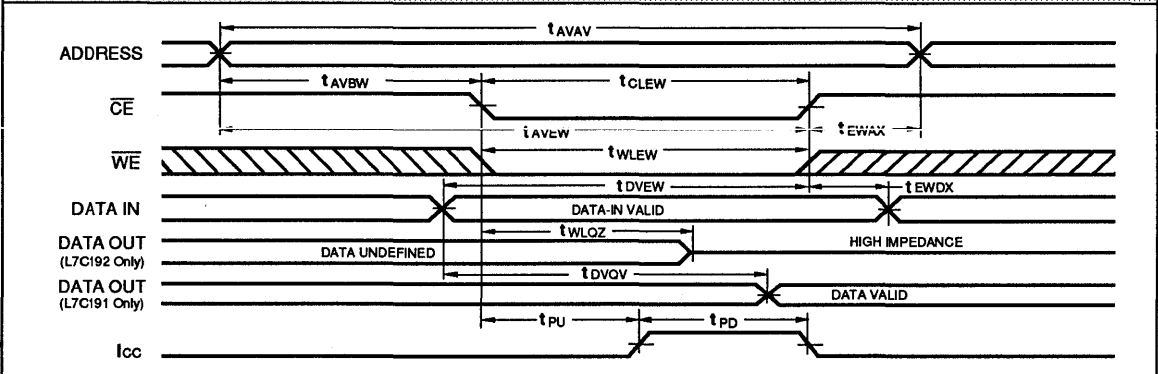 tAVAV
ADDRESS
tAVBW
tCLEW
CE
tAVEW
tEWAX
WE
tWLEW
tDVEW
tEWDX
DATA IN
DATA-IN VALID
tWLQZ
DATA OUT
(L7C192 Only)
DATA UNDEFINED
HIGH IMPEDANCE
tDVQV
DATA OUT
(L7C191 Only)
DATA VALID
tPU
tPD
Icc